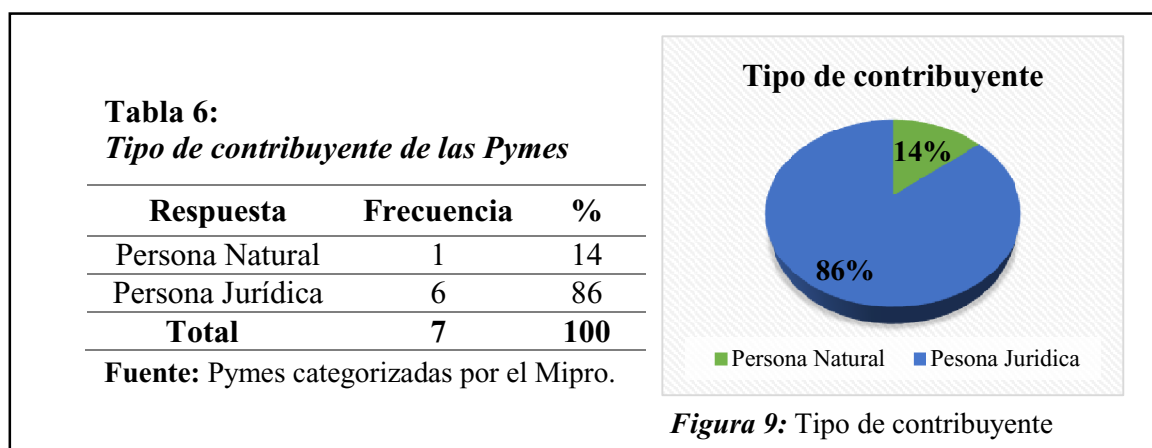 Tabla 6:
Tipo de contribuyente de las Pymes
Respuesta Frecuencia %
Persona Natural 1 14
Persona Jurídica 6 86
Total 7 100
Fuente: Pymes categorizadas por el Mipro.
Tipo de contribuyente
14%
86%
Persona Natural Pesona Juridica
Figura 9: Tipo de contribuyente